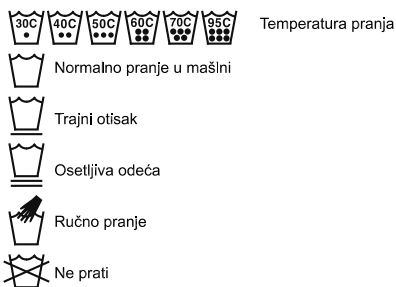 30C 40C 50C 60C 70C 95C Temperatura pranja
Normalno pranje u mašini
Trajni otisak
Osetljiva odeća
Ručno pranje
Ne prati